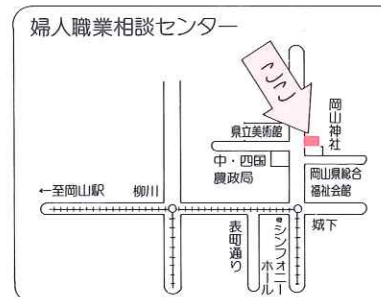 婦人職業相談センター
ここ
岡山神社
県立美術館
中・四国
農政局
岡山県総合
福祉会館
←至岡山駅
柳川
城下
表町通り
シンフォニー
ホール